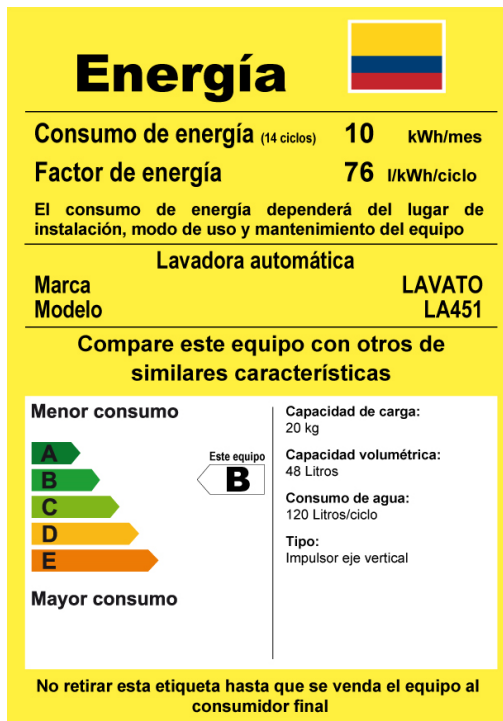 Energía
Consumo de energía (14 ciclos) 10 kWh/mes
Factor de energía 76 l/kWh/ciclo
El consumo de energía dependerá del lugar de
instalación, modo de uso y mantenimiento del equipo
Lavadora automática
Marca LAVATO
Modelo LA451
Compare este equipo con otros de
similares características
Menor consumo
A
B
C
D
E
Mayor consumo
Este equipo
B
Capacidad de carga:
20 kg
Capacidad volumétrica:
48 Litros
Consumo de agua:
120 Litros/ciclo
Tipo:
Impulsor eje vertical
No retirar esta etiqueta hasta que se venda el equipo al
consumidor final